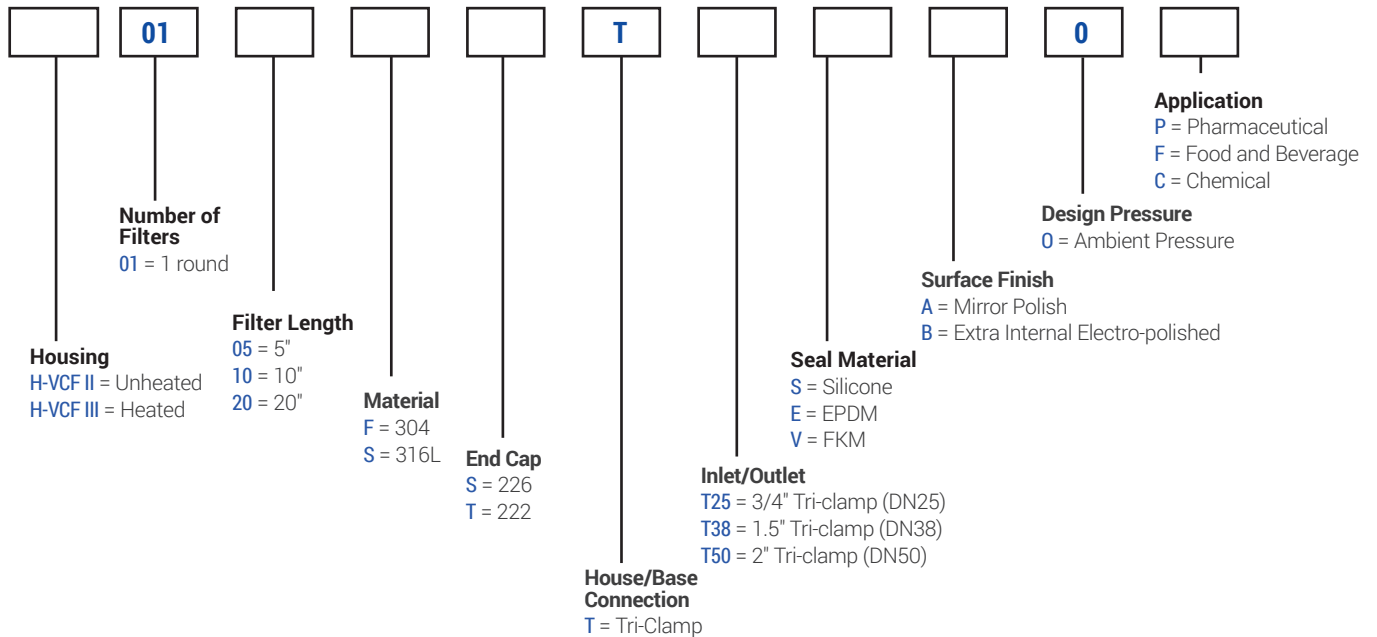 01
T
0
Housing
H-VCF II = Unheated
H-VCF III = Heated
Number of
Filters
01 = 1 round
Filter Length
05 = 5"
10 = 10"
20 = 20"
Material
F = 304
S = 316L
End Cap
S = 226
T = 222
House/Base
Connection
T = Tri-Clamp
Inlet/Outlet
T25 = 3/4" Tri-clamp (DN25)
T38 = 1.5" Tri-clamp (DN38)
T50 = 2" Tri-clamp (DN50)
Seal Material
S = Silicone
E = EPDM
V = FKM
Surface Finish
A = Mirror Polish
B = Extra Internal Electro-polished
Design Pressure
0 = Ambient Pressure
Application
P = Pharmaceutical
F = Food and Beverage
C = Chemical